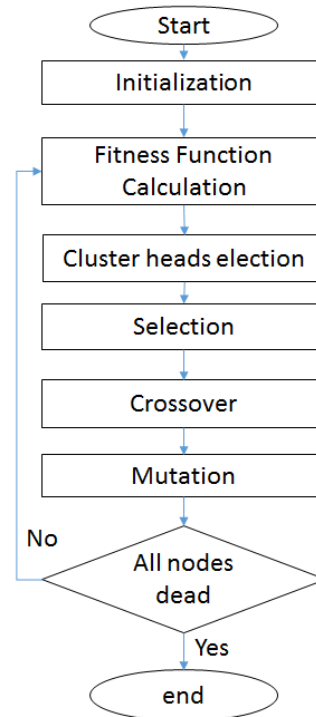 Start
Initialization
Fitness Function
Calculation
Cluster heads election
Selection
Crossover
Mutation
No
All nodes
dead
Yes
end